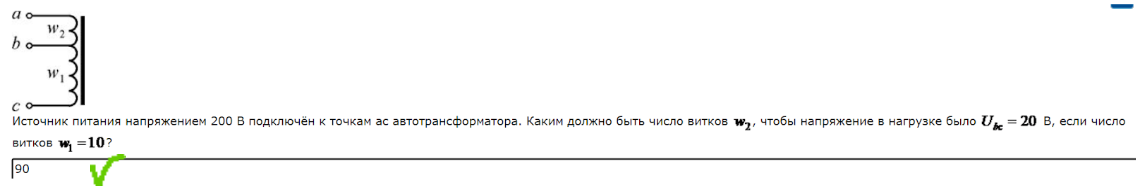 a
w₂
b
w₁
c
Источник питания напряжением 200 В подключён к точкам ас автотрансформатора. Каким должно быть число витков w₂, чтобы напряжение в нагрузке было U_bc = 20 В, если число
витков w₁ =10?
90